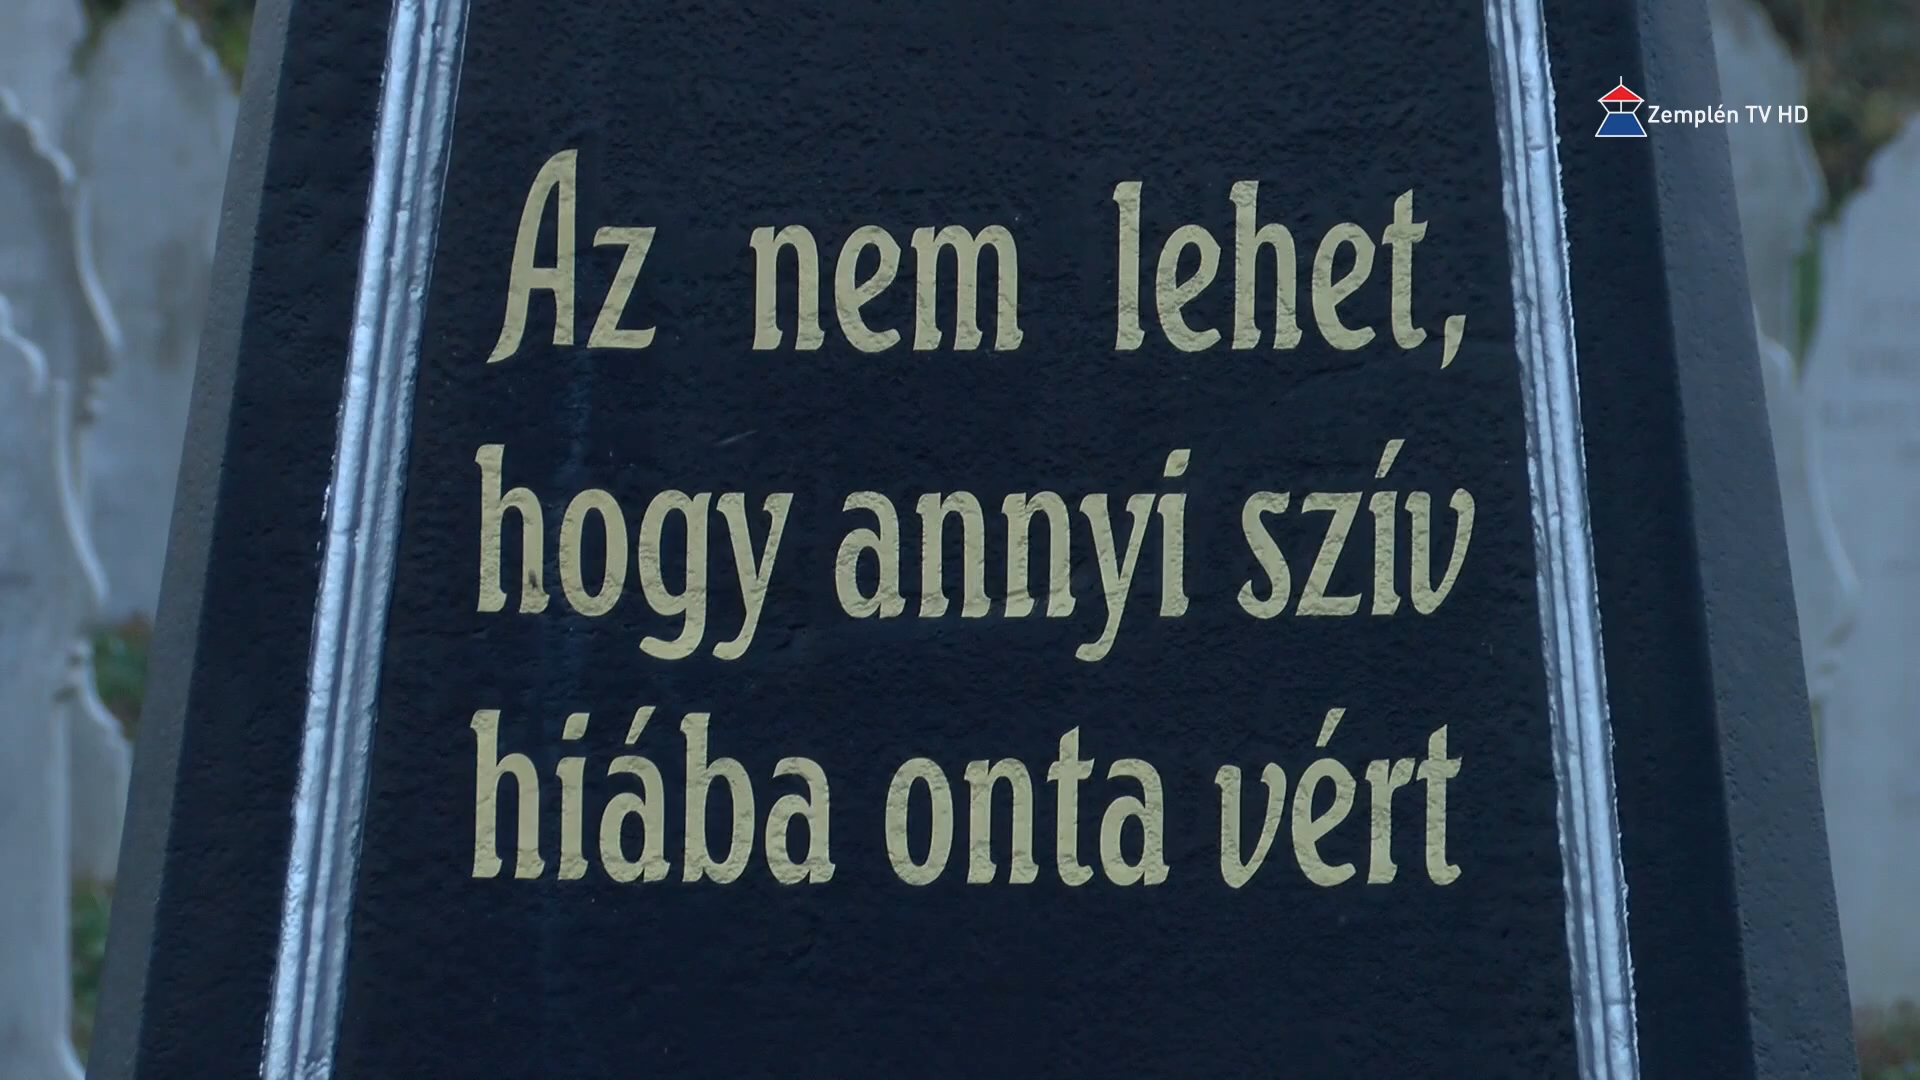 Zemplén TV HD
Az nem lehet,
hogy annyi szív
hiába onta vért